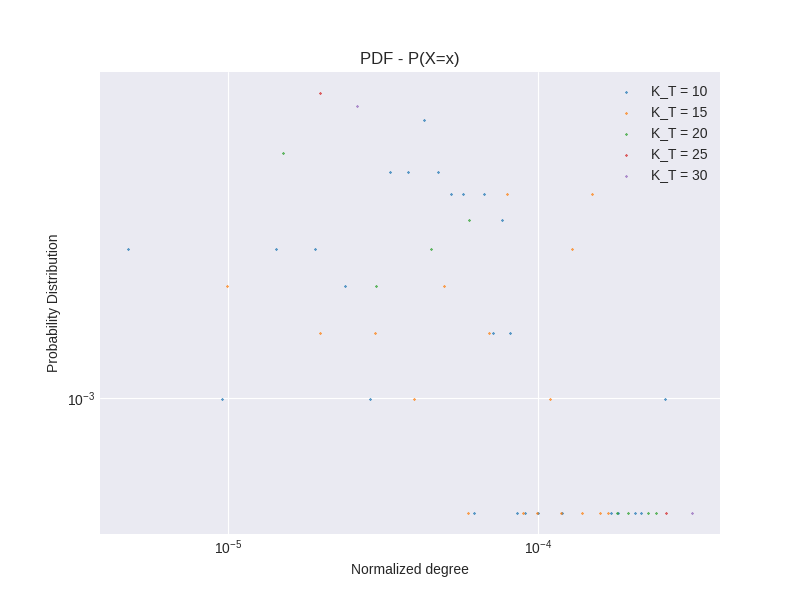 PDF - P(X=x)
K_T = 10
K_T = 15
K_T = 20
K_T = 25
K_T = 30
Probability Distribution
10⁻³
10⁻⁵
10⁻⁴
Normalized degree